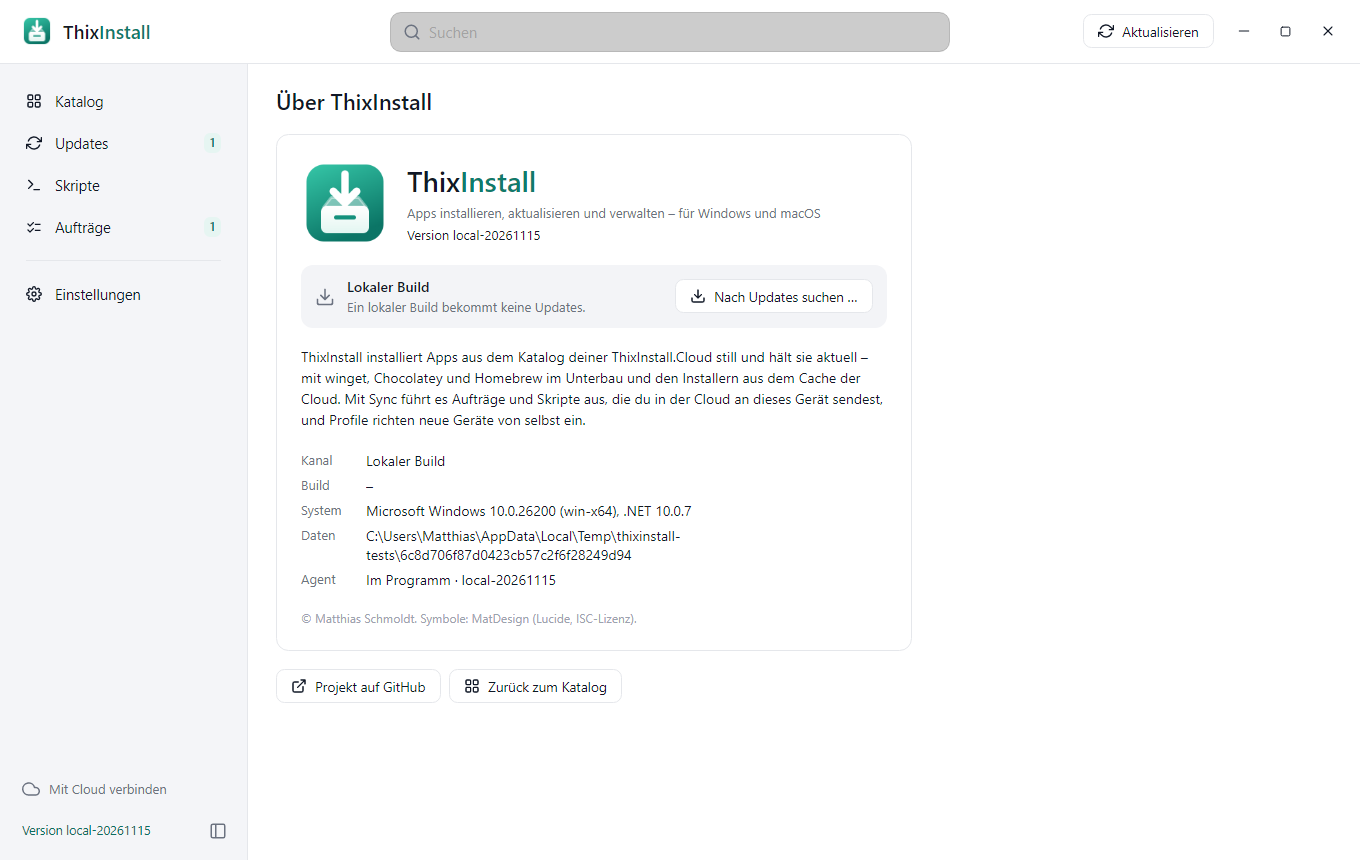 ThixInstall
Suchen
Aktualisieren
Katalog
Updates 1
Skripte
Aufträge 1
Einstellungen
Über ThixInstall
ThixInstall
Apps installieren, aktualisieren und verwalten – für Windows und macOS
Version local-20261115
Lokaler Build
Ein lokaler Build bekommt keine Updates.
Nach Updates suchen ...
ThixInstall installiert Apps aus dem Katalog deiner ThixInstall.Cloud still und hält sie aktuell –
mit winget, Chocolatey und Homebrew im Unterbau und den Installern aus dem Cache der
Cloud. Mit Sync führt es Aufträge und Skripte aus, die du in der Cloud an dieses Gerät sendest,
und Profile richten neue Geräte von selbst ein.
Kanal Lokaler Build
Build –
System Microsoft Windows 10.0.26200 (win-x64), .NET 10.0.7
Daten C:\Users\Matthias\AppData\Local\Temp\thixinstall-
tests\6c8d706f87d0423cb57c2f6f28249d94
Agent Im Programm · local-20261115
© Matthias Schmoldt. Symbole: MatDesign (Lucide, ISC-Lizenz).
Projekt auf GitHub
Zurück zum Katalog
Mit Cloud verbinden
Version local-20261115